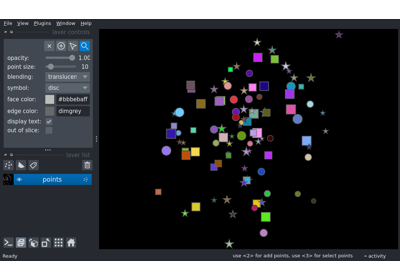 File View Plugins Window Help
layer controls
opacity: 1.00
point size: 10
blending: translucen
symbol: disc
face color: #bbbebaff
edge color: dimgrey
display text:
out of slice:
layer list
points
Ready
use <2> for add points, use <3> for select points
activity